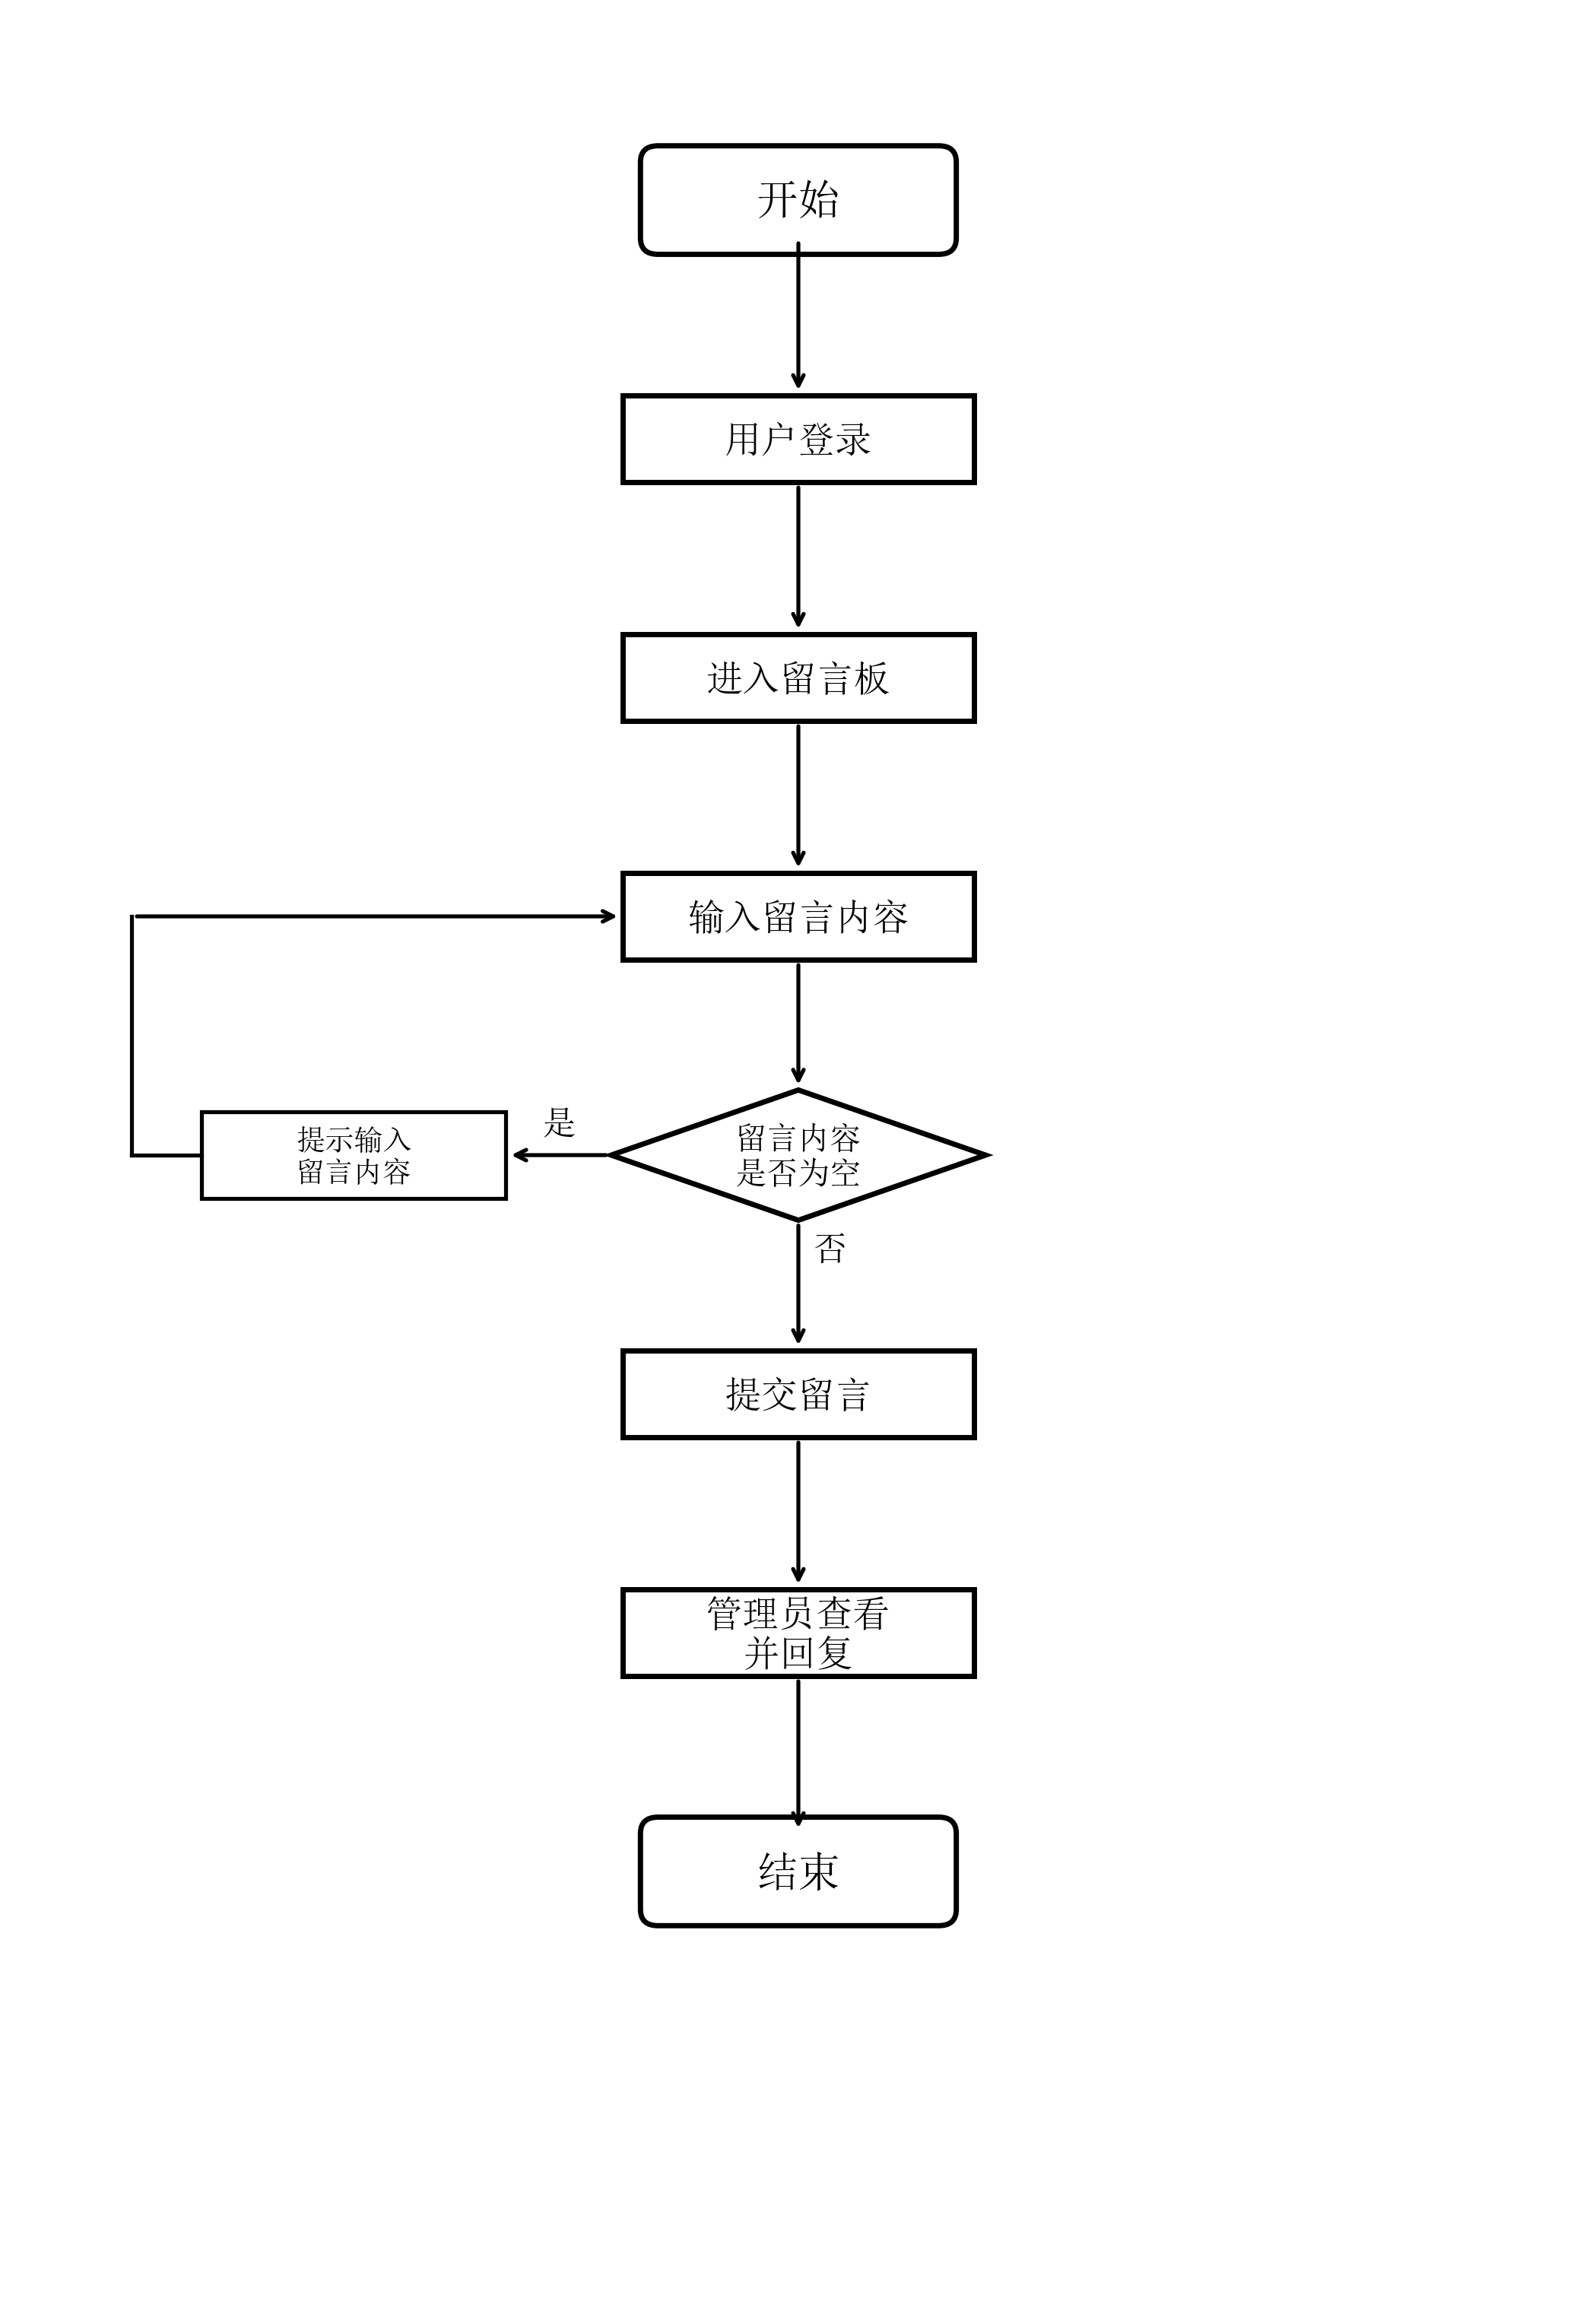 开始
用户登录
进入留言板
输入留言内容
是
提示输入
留言内容
留言内容
是否为空
否
提交留言
管理员查看
并回复
结束